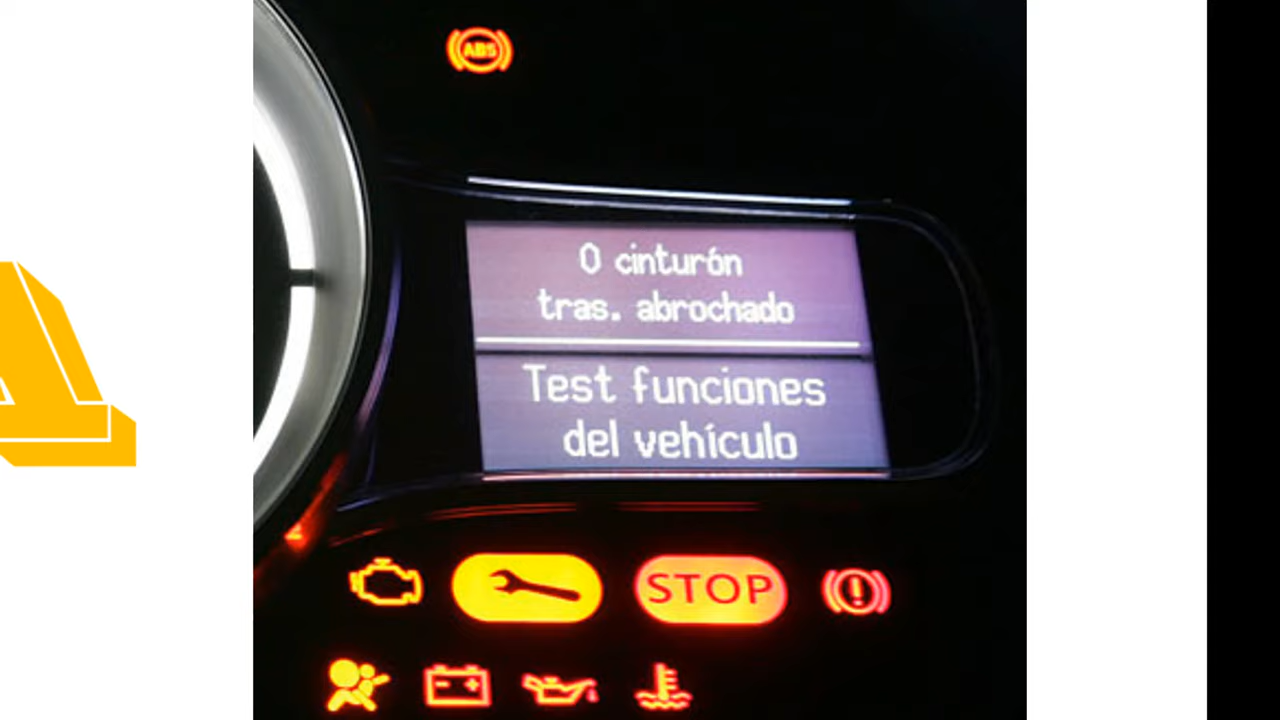 ABS
0 cinturón
tras. abrochado
Test funciones
del vehículo
STOP